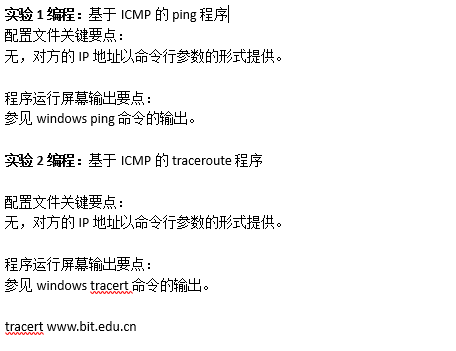 实验 1 编程：基于 ICMP 的 ping 程序
配置文件关键要点：
无，对方的 IP 地址以命令行参数的形式提供。
程序运行屏幕输出要点：
参见 windows ping 命令的输出。
实验 2 编程：基于 ICMP 的 traceroute 程序
配置文件关键要点：
无，对方的 IP 地址以命令行参数的形式提供。
程序运行屏幕输出要点：
参见 windows tracert 命令的输出。
tracert www.bit.edu.cn